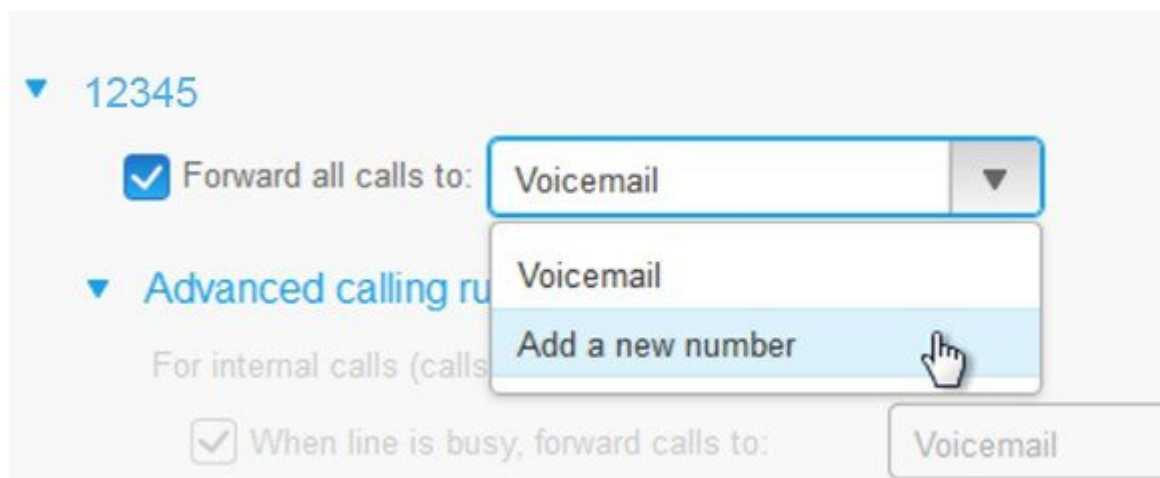 12345
Forward all calls to: Voicemail
Voicemail
Advanced calling ru
Add a new number
For internal calls (calls
When line is busy, forward calls to: Voicemail